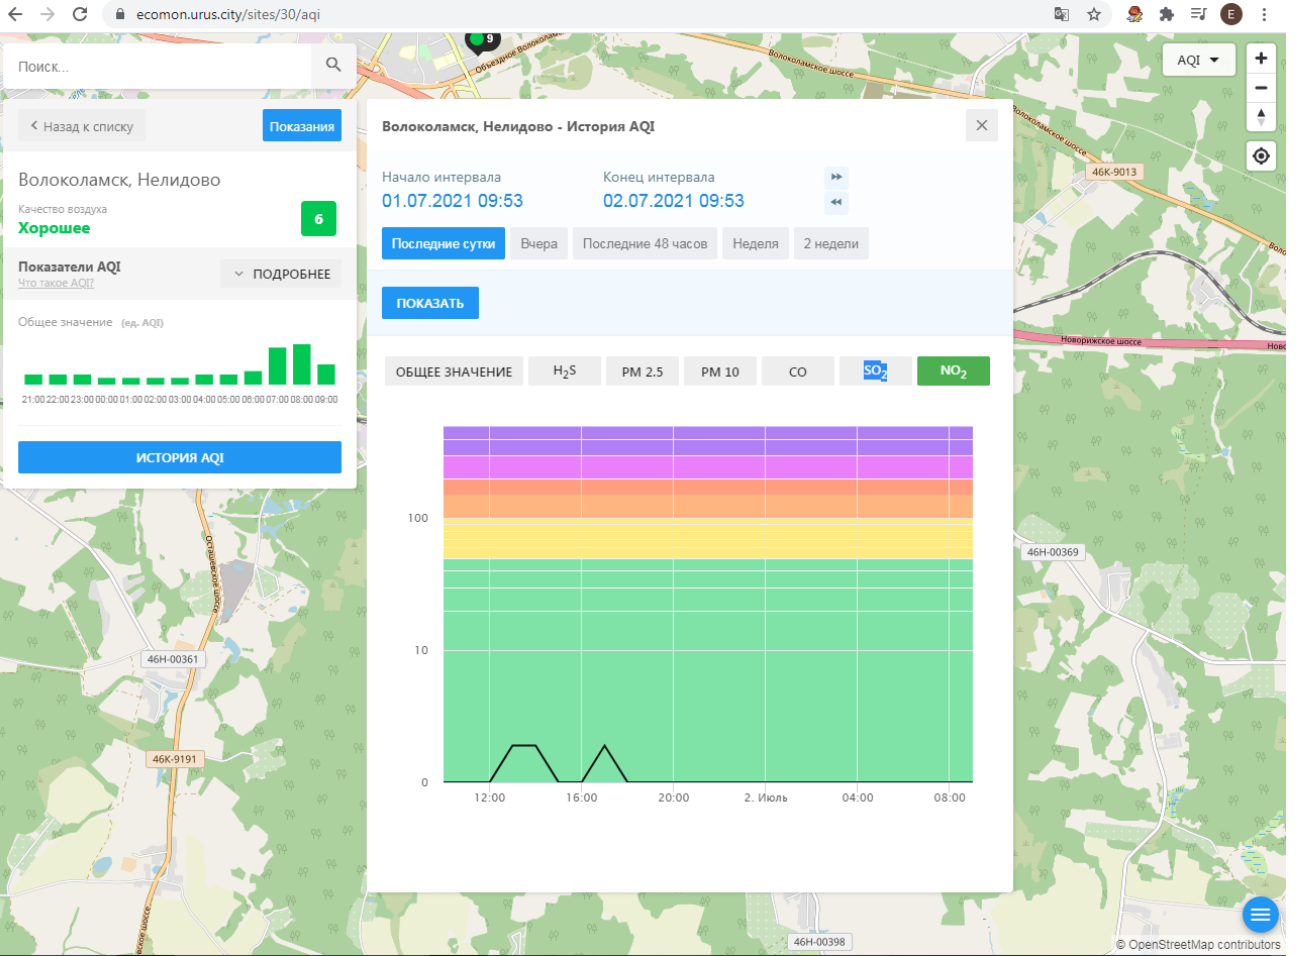 ecomon.urus.city/sites/30/aqi
E
9
Объездное
Волоколамское шоссе
Поиск...
AQI
Назад к списку
Показания
Волоколамск, Нелидово - История AQI
Волоколамск, Нелидово
Качество воздуха
Хорошее
6
Начало интервала
Конец интервала
01.07.2021 09:53
02.07.2021 09:53
Последние сутки
Вчера
Последние 48 часов
Неделя
2 недели
Показатели AQI
Что такое AQI?
ПОДРОБНЕЕ
ПОКАЗАТЬ
Общее значение (ед. AQI)
21:00 22:00 23:00 00:00 01:00 02:00 03:00 04:00 05:00 06:00 07:00 08:00 09:00
ИСТОРИЯ AQI
ОБЩЕЕ ЗНАЧЕНИЕ
H2S
PM 2.5
PM 10
CO
SO2
NO2
100
10
0
12:00
16:00
20:00
2. Июль
04:00
08:00
46К-9013
Новорижское шоссе
46Н-00369
Осташевское шоссе
46Н-00361
46К-9191
46Н-00398
© OpenStreetMap contributors